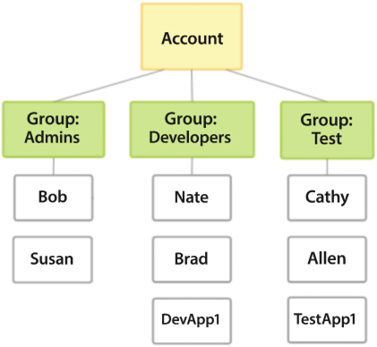 Account
Group:
Admins
Group:
Developers
Group:
Test
Bob
Nate
Cathy
Susan
Brad
Allen
DevApp1
TestApp1